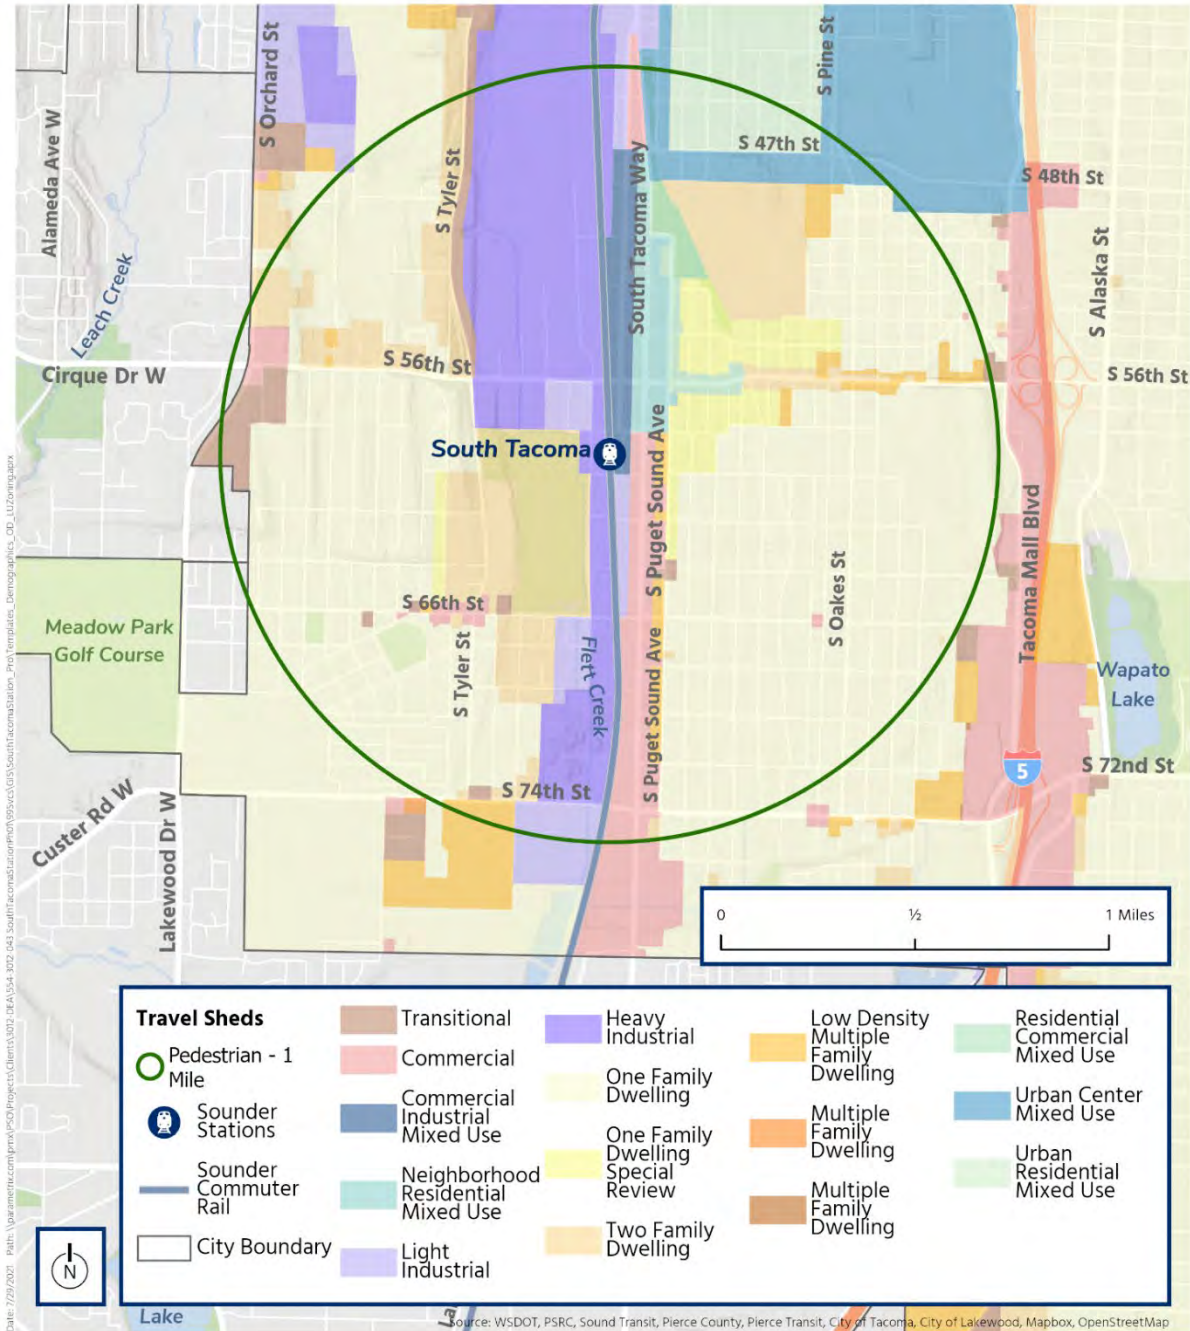 S Orchard St
S Pine St
Alameda Ave W
S Tyler St
South Tacoma Way
S 47th St
S 48th St
S Alaska St
Leach Creek
Cirque Dr W
S 56th St
S 56th St
South Tacoma
S Puget Sound Ave
Tacoma Mall Blvd
S Oakes St
S 66th St
Meadow Park
Golf Course
S Tyler St
Flett Creek
S Puget Sound Ave
Wapato
Lake
5
S 72nd St
S 74th St
Custer Rd W
Lakewood Dr W
0
½
1 Miles
Travel Sheds
Pedestrian - 1
Mile
Sounder
Stations
Sounder
Commuter
Rail
City Boundary
Transitional
Commercial
Commercial
Industrial
Mixed Use
Neighborhood
Residential
Mixed Use
Light
Industrial
Heavy
Industrial
One Family
Dwelling
One Family
Dwelling
Special
Review
Two Family
Dwelling
Low Density
Multiple
Family
Dwelling
Multiple
Family
Dwelling
Multiple
Family
Dwelling
Residential
Commercial
Mixed Use
Urban Center
Mixed Use
Urban
Residential
Mixed Use
N
Lake
La
Source: WSDOT, PSRC, Sound Transit, Pierce County, Pierce Transit, City of Tacoma, City of Lakewood, Mapbox, OpenStreetMap
Date: 7/29/2021